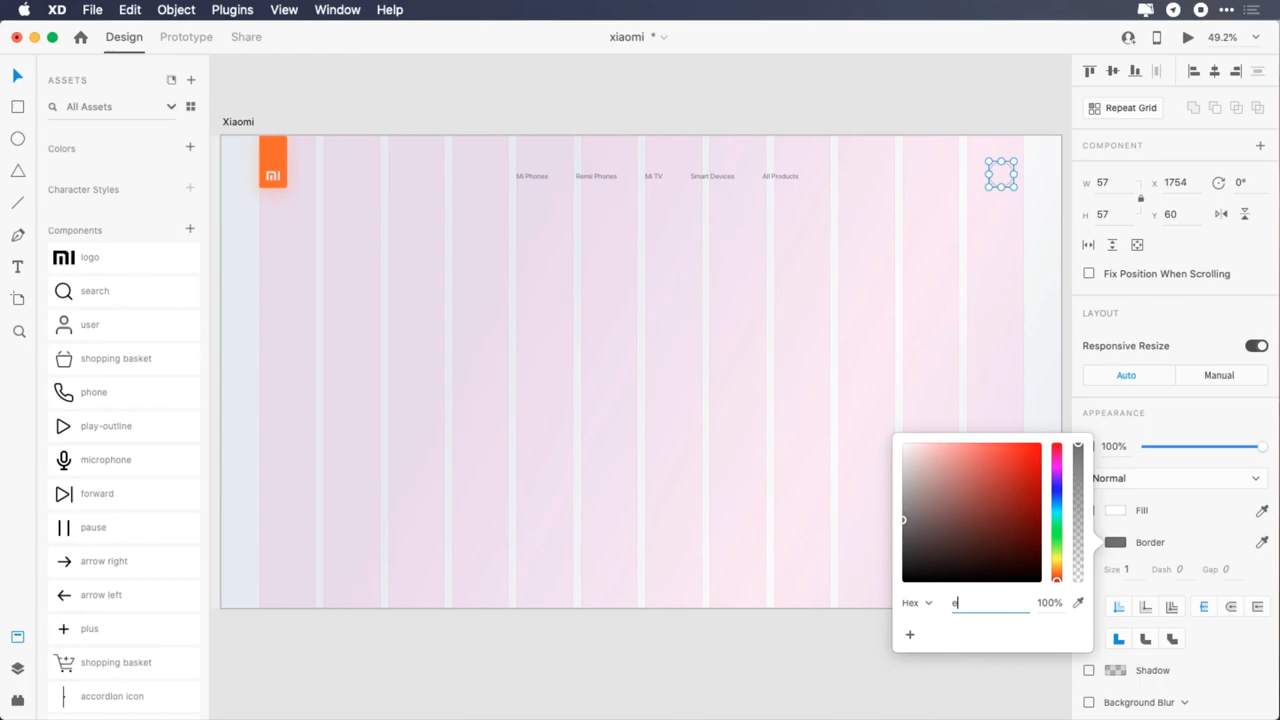 XD File Edit Object Plugins View Window Help
Design Prototype Share xiaomi * 49.2%
ASSETS
All Assets
Colors
Character Styles
Components
logo
search
user
shopping basket
phone
play-outline
microphone
forward
pause
arrow right
arrow left
plus
shopping basket
accordion icon
Xiaomi
mi
Mi Phones Remii Phones Mi TV Smart Devices All Products
Repeat Grid
COMPONENT
W 57 X 1754 0°
H 57 Y 60
Fix Position When Scrolling
LAYOUT
Responsive Resize
Auto Manual
APPEARANCE
100%
Normal
Fill
Border
Size 1 Dash 0 Gap 0
Shadow
Background Blur
Hex e 100%